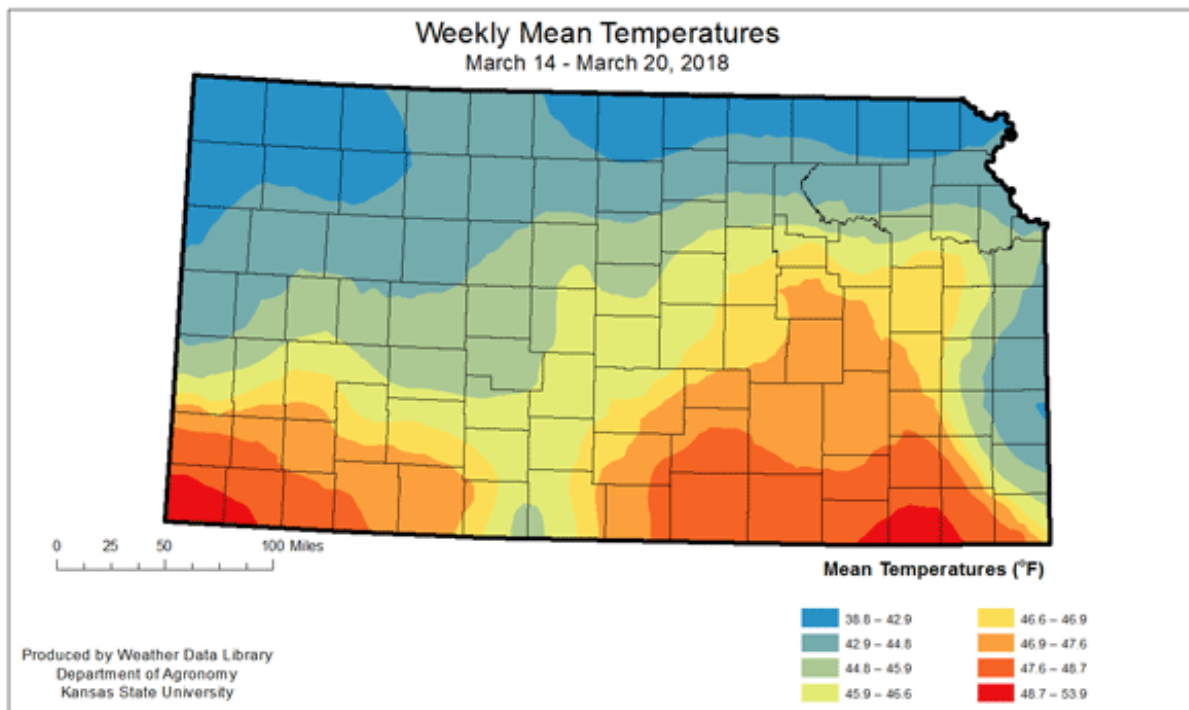 Weekly Mean Temperatures
March 14 - March 20, 2018
0 25 50 100 Miles
Mean Temperatures (°F)
38.8 – 42.9
42.9 – 44.8
44.8 – 45.9
45.9 – 46.6
46.6 – 46.9
46.9 – 47.6
47.6 – 48.7
48.7 – 53.9
Produced by Weather Data Library
Department of Agronomy
Kansas State University